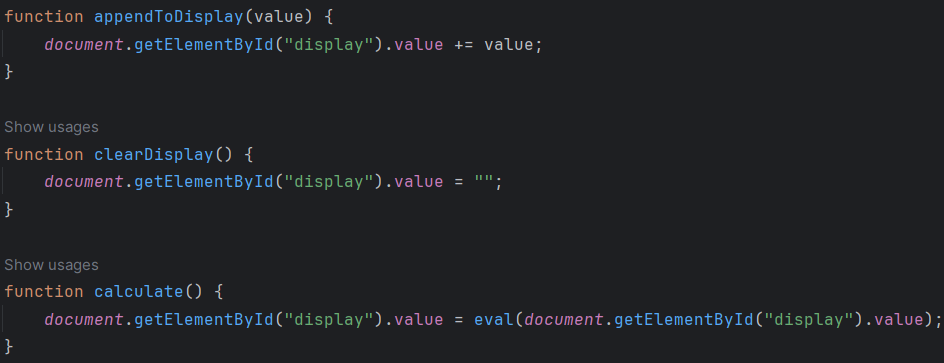 function appendToDisplay(value) {
    document.getElementById("display").value += value;
}
Show usages
function clearDisplay() {
    document.getElementById("display").value = "";
}
Show usages
function calculate() {
    document.getElementById("display").value = eval(document.getElementById("display").value);
}